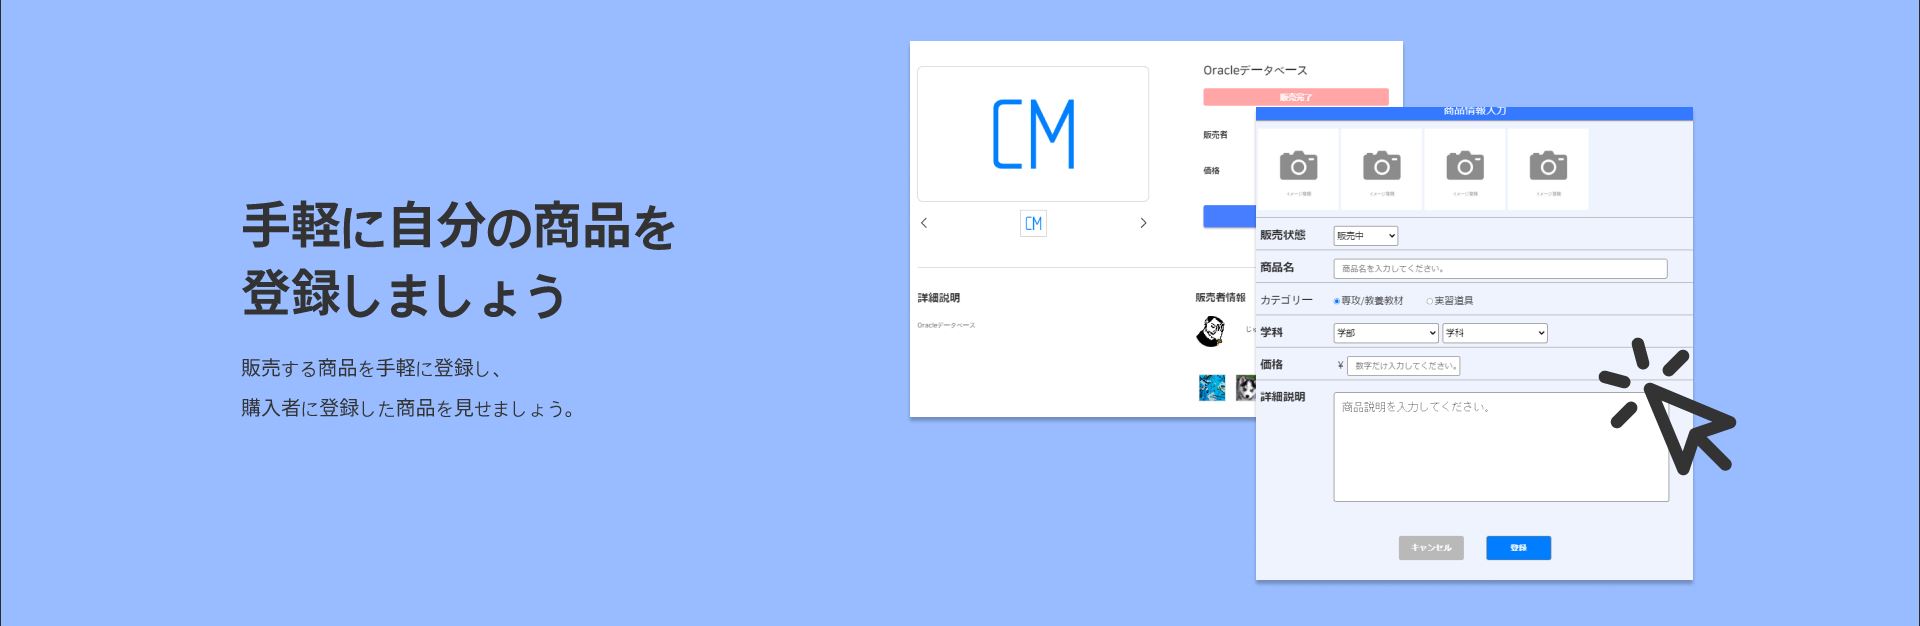 手軽に自分の商品を
登録しましょう
販売する商品を手軽に登録し、
購入者に登録した商品を見せましょう。
CM
CM
Oracleデータベース
販売完了
販売者
価格
詳細説明
Oracleデータベース
販売者情報
商品情報入力
イメージ登録
イメージ登録
イメージ登録
イメージ登録
販売状態
販売中
商品名
商品名を入力してください。
カテゴリー
専攻/教養教材
実習道具
学科
学部
学科
価格
¥
数字だけ入力してください。
詳細説明
商品説明を入力してください。
キャンセル
登録